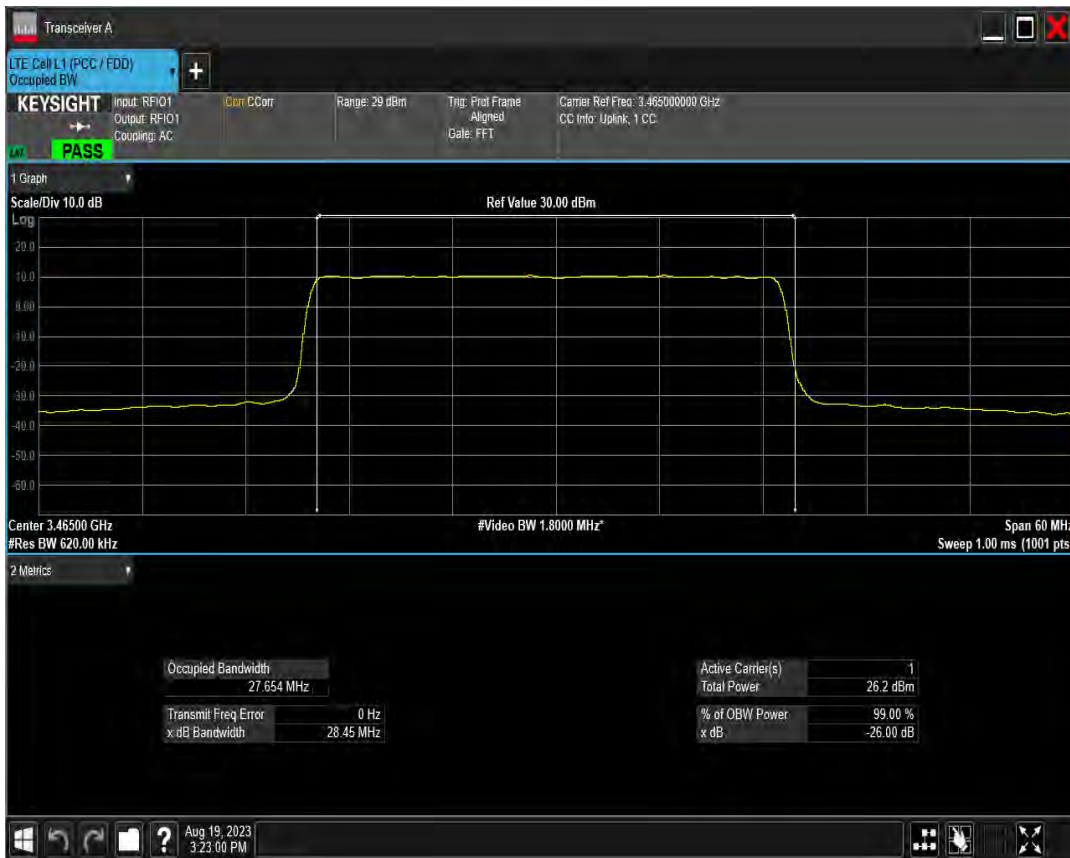 Transceiver A
LTE Cell L1 (PCC / FDD)
Occupied BW
+
KEYSIGHT
Input: RFIO1
Output: RFIO1
Coupling: AC
Corr CCorr
Range: 29 dBm
Trig: Prot Frame
Aligned
Gate: FFT
Carrier Ref Freq: 3.465000000 GHz
CC Info: Uplink, 1 CC
PASS
1 Graph
Scale/Div 10.0 dB
Ref Value 30.00 dBm
Log
20.0
10.0
0.00
-10.0
-20.0
-30.0
-40.0
-50.0
-60.0
Center 3.46500 GHz
#Video BW 1.8000 MHz*
Span 60 MHz
#Res BW 620.00 kHz
Sweep 1.00 ms (1001 pts
2 Metrics
Occupied Bandwidth
27.654 MHz
Transmit Freq Error 0 Hz
x dB Bandwidth 28.45 MHz
Active Carrier(s) 1
Total Power 26.2 dBm
% of OBW Power 99.00 %
x dB -26.00 dB
?
Aug 19, 2023
3:23:00 PM